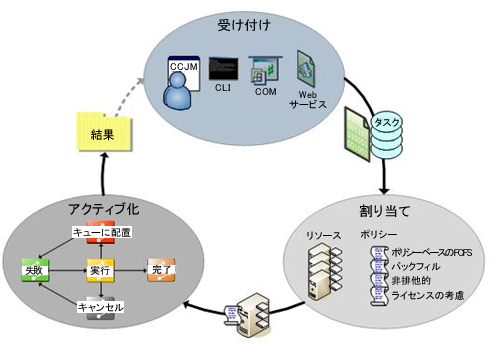 受け付け
CCJM
CLI
COM
Web
サービス
タスク
結果
アクティブ化
キューに配置
失敗
実行
完了
キャンセル
割り当て
リソース
ポリシー
ポリシーベースのFCFS
バックフィル
非排他的
ライセンスの考慮